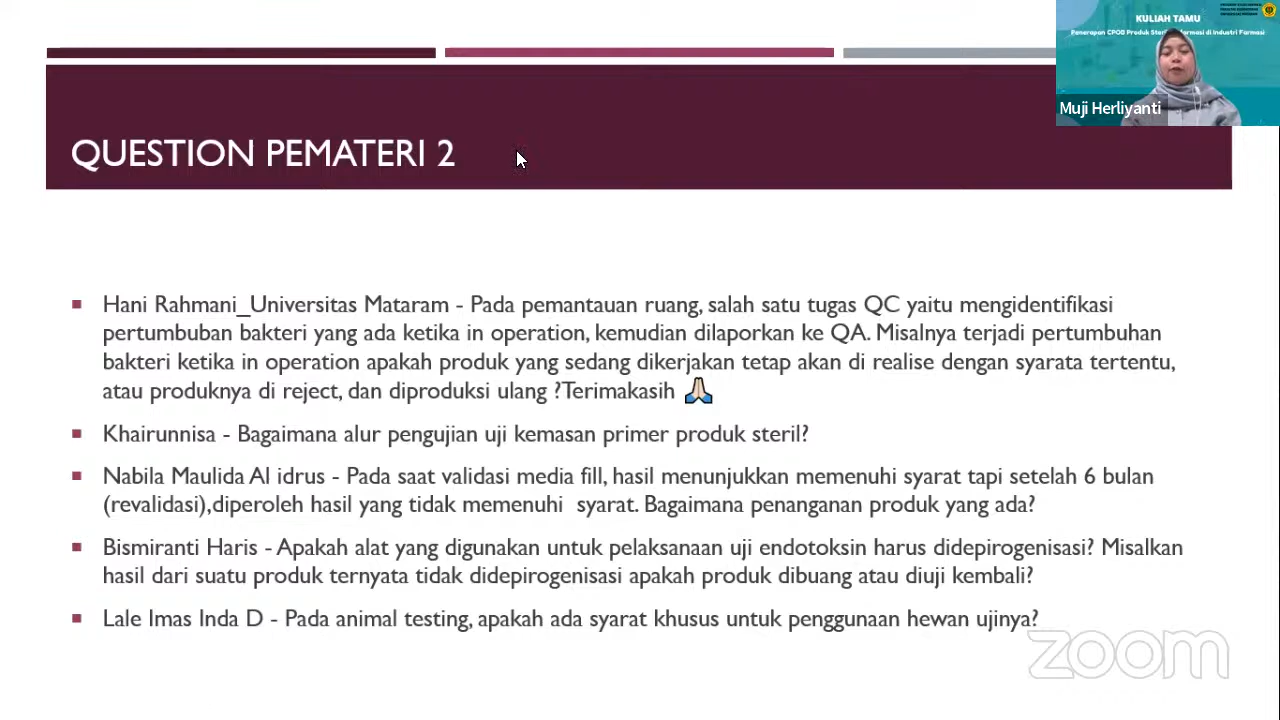 KULIAH TAMU
Penerapan CPOB Produk Steril Farmasi di Industri Farmasi
Muji Herliyanti
QUESTION PEMATERI 2
Hani Rahmani_Universitas Mataram - Pada pemantauan ruang, salah satu tugas QC yaitu mengidentifikasi
pertumbuban bakteri yang ada ketika in operation, kemudian dilaporkan ke QA. Misalnya terjadi pertumbuhan
bakteri ketika in operation apakah produk yang sedang dikerjakan tetap akan di realise dengan syarata tertentu,
atau produknya di reject, dan diproduksi ulang ?Terimakasih 🙏🏻
Khairunnisa - Bagaimana alur pengujian uji kemasan primer produk steril?
Nabila Maulida Al idrus - Pada saat validasi media fill, hasil menunjukkan memenuhi syarat tapi setelah 6 bulan
(revalidasi),diperoleh hasil yang tidak memenuhi syarat. Bagaimana penanganan produk yang ada?
Bismiranti Haris - Apakah alat yang digunakan untuk pelaksanaan uji endotoksin harus didepirogenisasi? Misalkan
hasil dari suatu produk ternyata tidak didepirogenisasi apakah produk dibuang atau diuji kembali?
Lale Imas Inda D - Pada animal testing, apakah ada syarat khusus untuk penggunaan hewan ujinya?
zoom